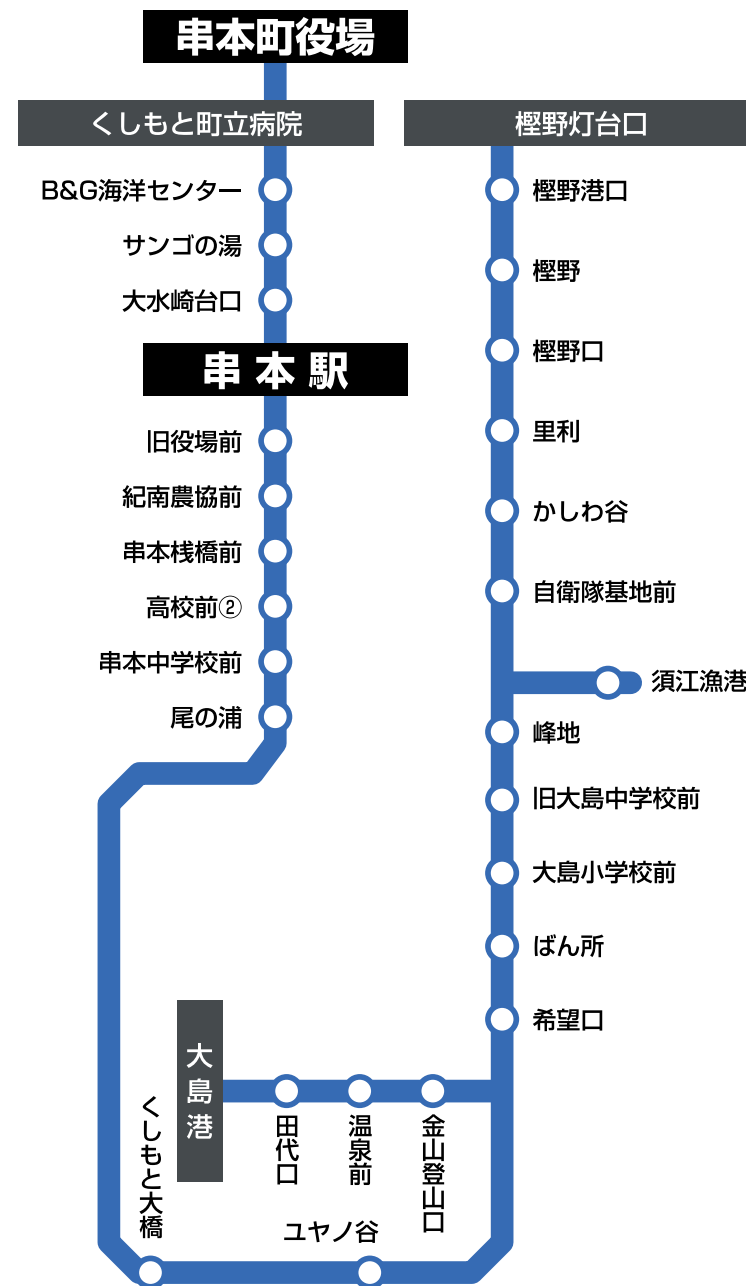 串本町役場
くしもと町立病院
B&G海洋センター
サンゴの湯
大水崎台口
串本駅
旧役場前
紀南農協前
串本桟橋前
高校前②
串本中学校前
尾の浦
くしもと大橋
ユヤノ谷
大島港
田代口
温泉前
金山登山口
樫野灯台口
樫野港口
樫野
樫野口
里利
かしわ谷
自衛隊基地前
須江漁港
峰地
旧大島中学校前
大島小学校前
ばん所
希望口